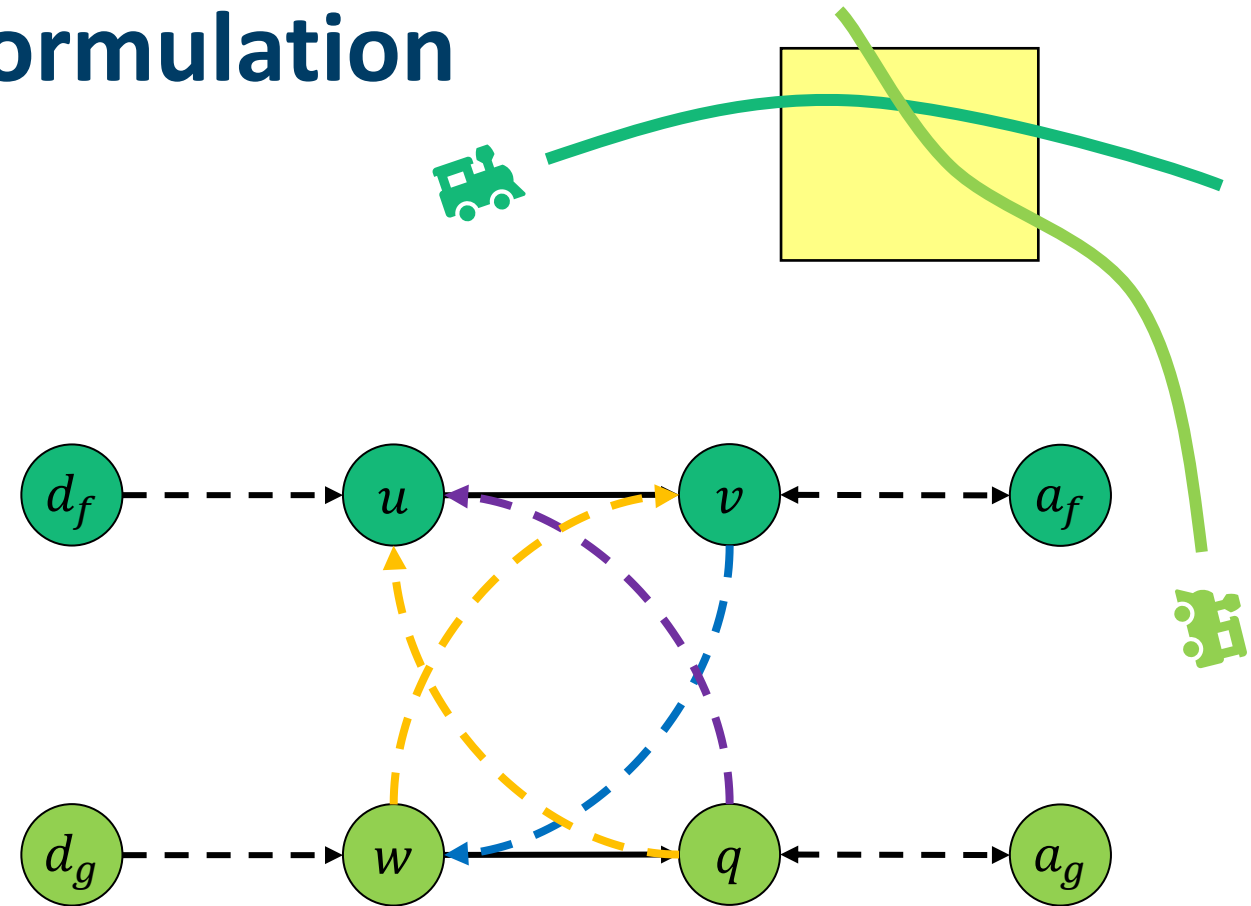 ormulation
d_f u v a_f
d_g w q a_g